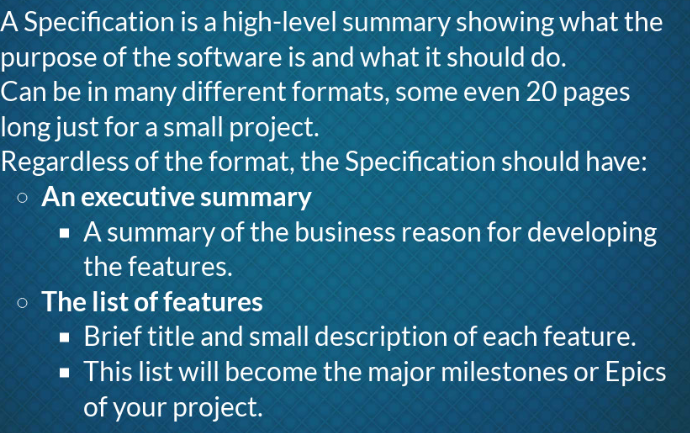 A Specification is a high-level summary showing what the
purpose of the software is and what it should do.
Can be in many different formats, some even 20 pages
long just for a small project.
Regardless of the format, the Specification should have:
An executive summary
A summary of the business reason for developing
the features.
The list of features
Brief title and small description of each feature.
This list will become the major milestones or Epics
of your project.